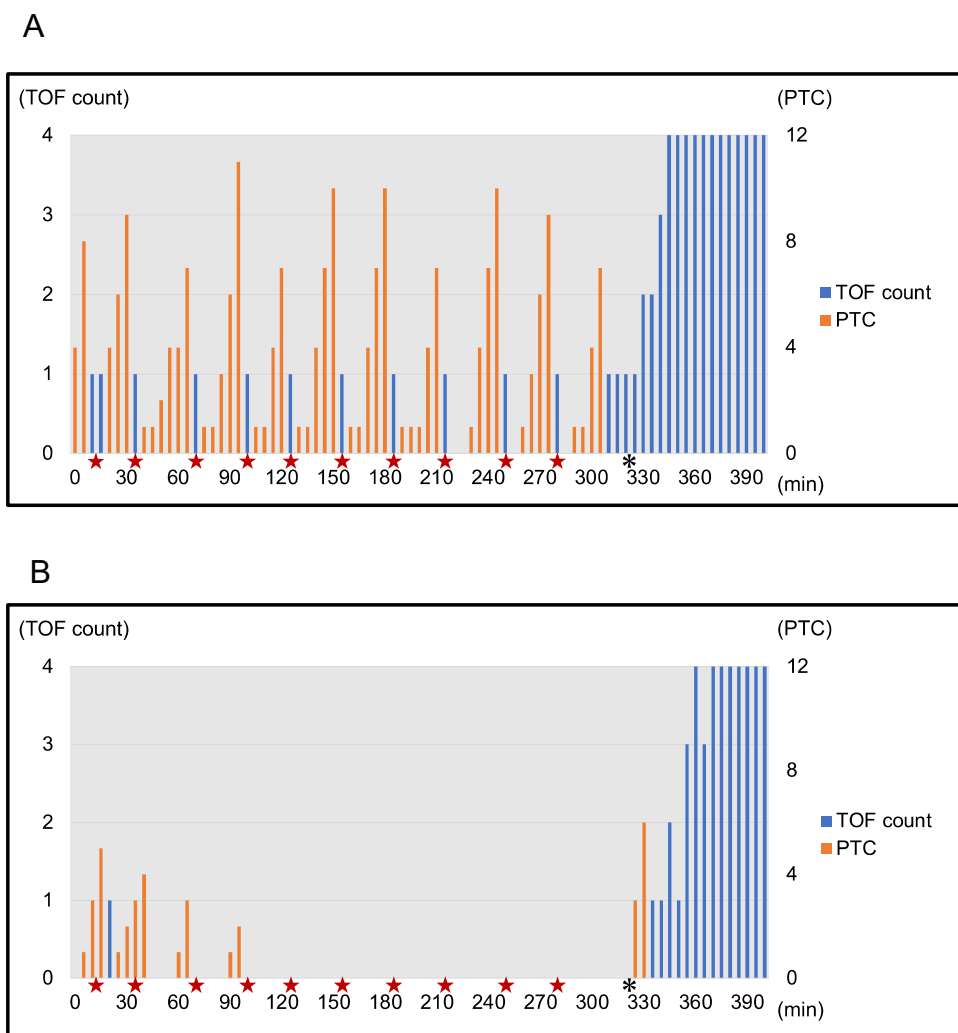 A
(TOF count) (PTC)
4 12
3
8
2
TOF count
PTC
4
1
0 0
★ ★ ★ ★ ★ ★ ★ ★ ★ ★ *
0 30 60 90 120 150 180 210 240 270 300 330 360 390 (min)
B
(TOF count) (PTC)
4 12
3
8
2
TOF count
PTC
4
1
0 0
★ ★ ★ ★ ★ ★ ★ ★ ★ ★ *
0 30 60 90 120 150 180 210 240 270 300 330 360 390 (min)